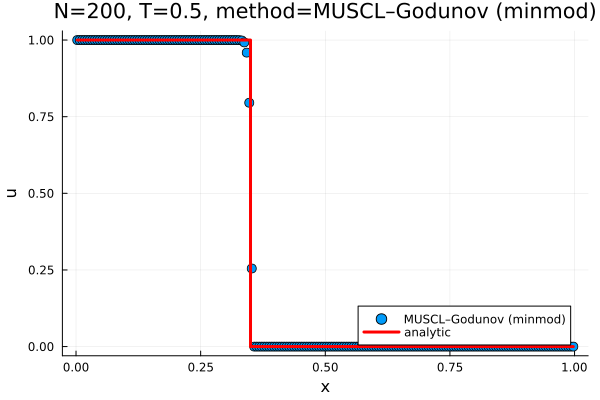 N=200, T=0.5, method=MUSCL–Godunov (minmod)
1.00
0.75
u
0.50
0.25
0.00
MUSCL–Godunov (minmod)
analytic
0.00 0.25 0.50 0.75 1.00
x